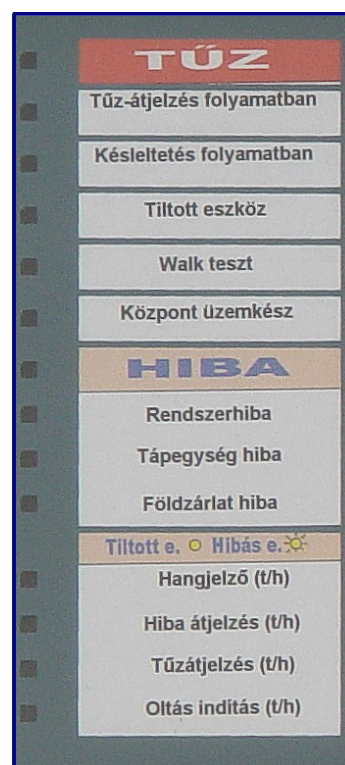 TŰZ
Tűz-átjelzés folyamatban
Késleltetés folyamatban
Tiltott eszköz
Walk teszt
Központ üzemkész
HIBA
Rendszerhiba
Tápegység hiba
Földzárlat hiba
Tiltott e. Hibás e.
Hangjelző (t/h)
Hiba átjelzés (t/h)
Tűzátjelzés (t/h)
Oltás indítás (t/h)